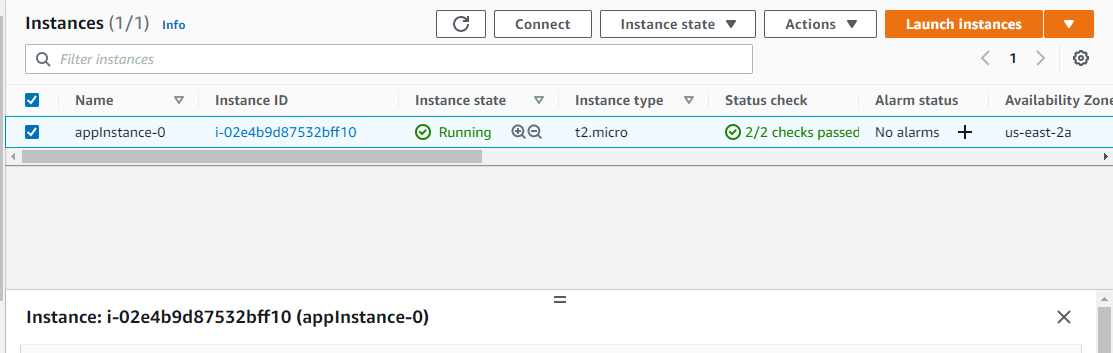 Instances (1/1) Info Connect Instance state Actions Launch instances
Filter instances 1
Name Instance ID Instance state Instance type Status check Alarm status Availability Zone
appInstance-0 i-02e4b9d87532bff10 Running t2.micro 2/2 checks passed No alarms us-east-2a
Instance: i-02e4b9d87532bff10 (appInstance-0)